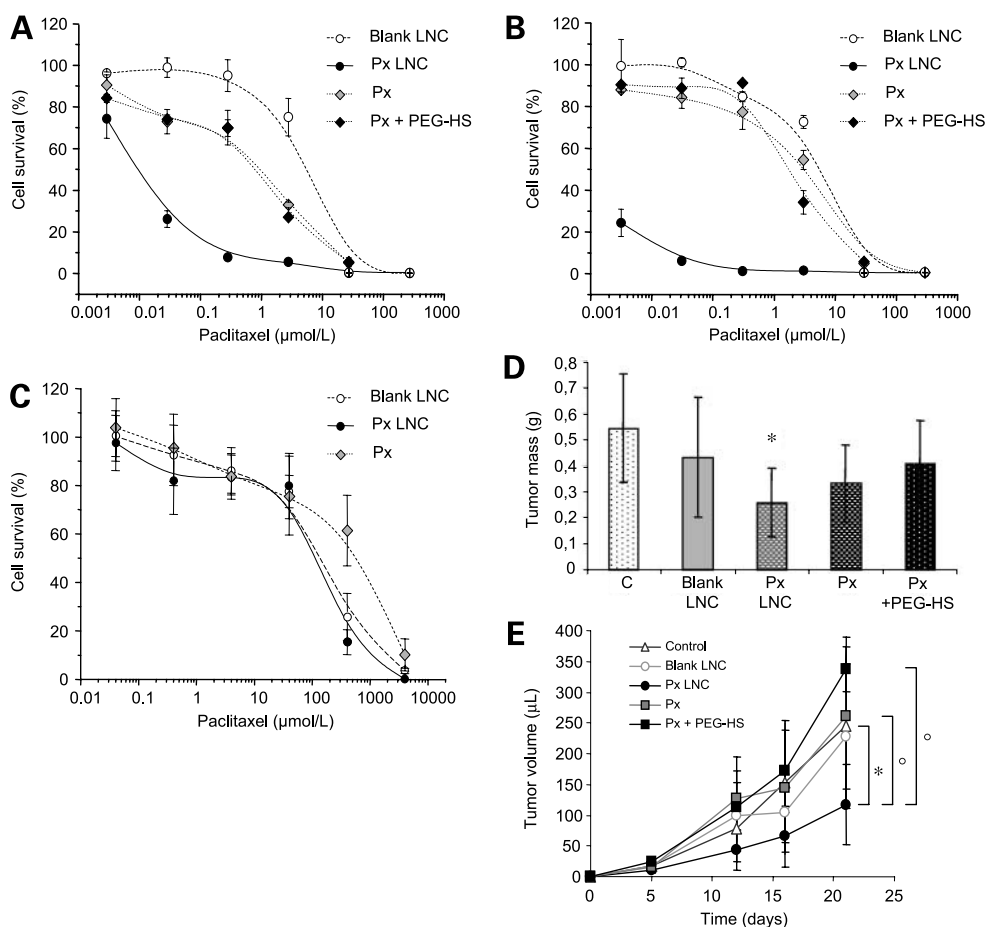 A
120
100
80
60
40
20
0
Cell survival (%)
0.001 0.01 0.1 1 10 100 1000
Paclitaxel (µmol/L)
Blank LNC
Px LNC
Px
Px + PEG-HS
B
120
100
80
60
40
20
0
Cell survival (%)
0.001 0.01 0.1 1 10 100 1000
Paclitaxel (µmol/L)
Blank LNC
Px LNC
Px
Px + PEG-HS
C
120
100
80
60
40
20
0
Cell survival (%)
0.01 0.1 1 10 100 1000 10000
Paclitaxel (µmol/L)
Blank LNC
Px LNC
Px
D
0,8
0,7
0,6
0,5
0,4
0,3
0,2
0,1
0
Tumor mass (g)
*
C Blank Px Px Px
LNC LNC +PEG-HS
E
400
350
300
250
200
150
100
50
0
Tumor volume (µL)
0 5 10 15 20 25
Time (days)
Control
Blank LNC
Px LNC
Px
Px + PEG-HS
* ° °